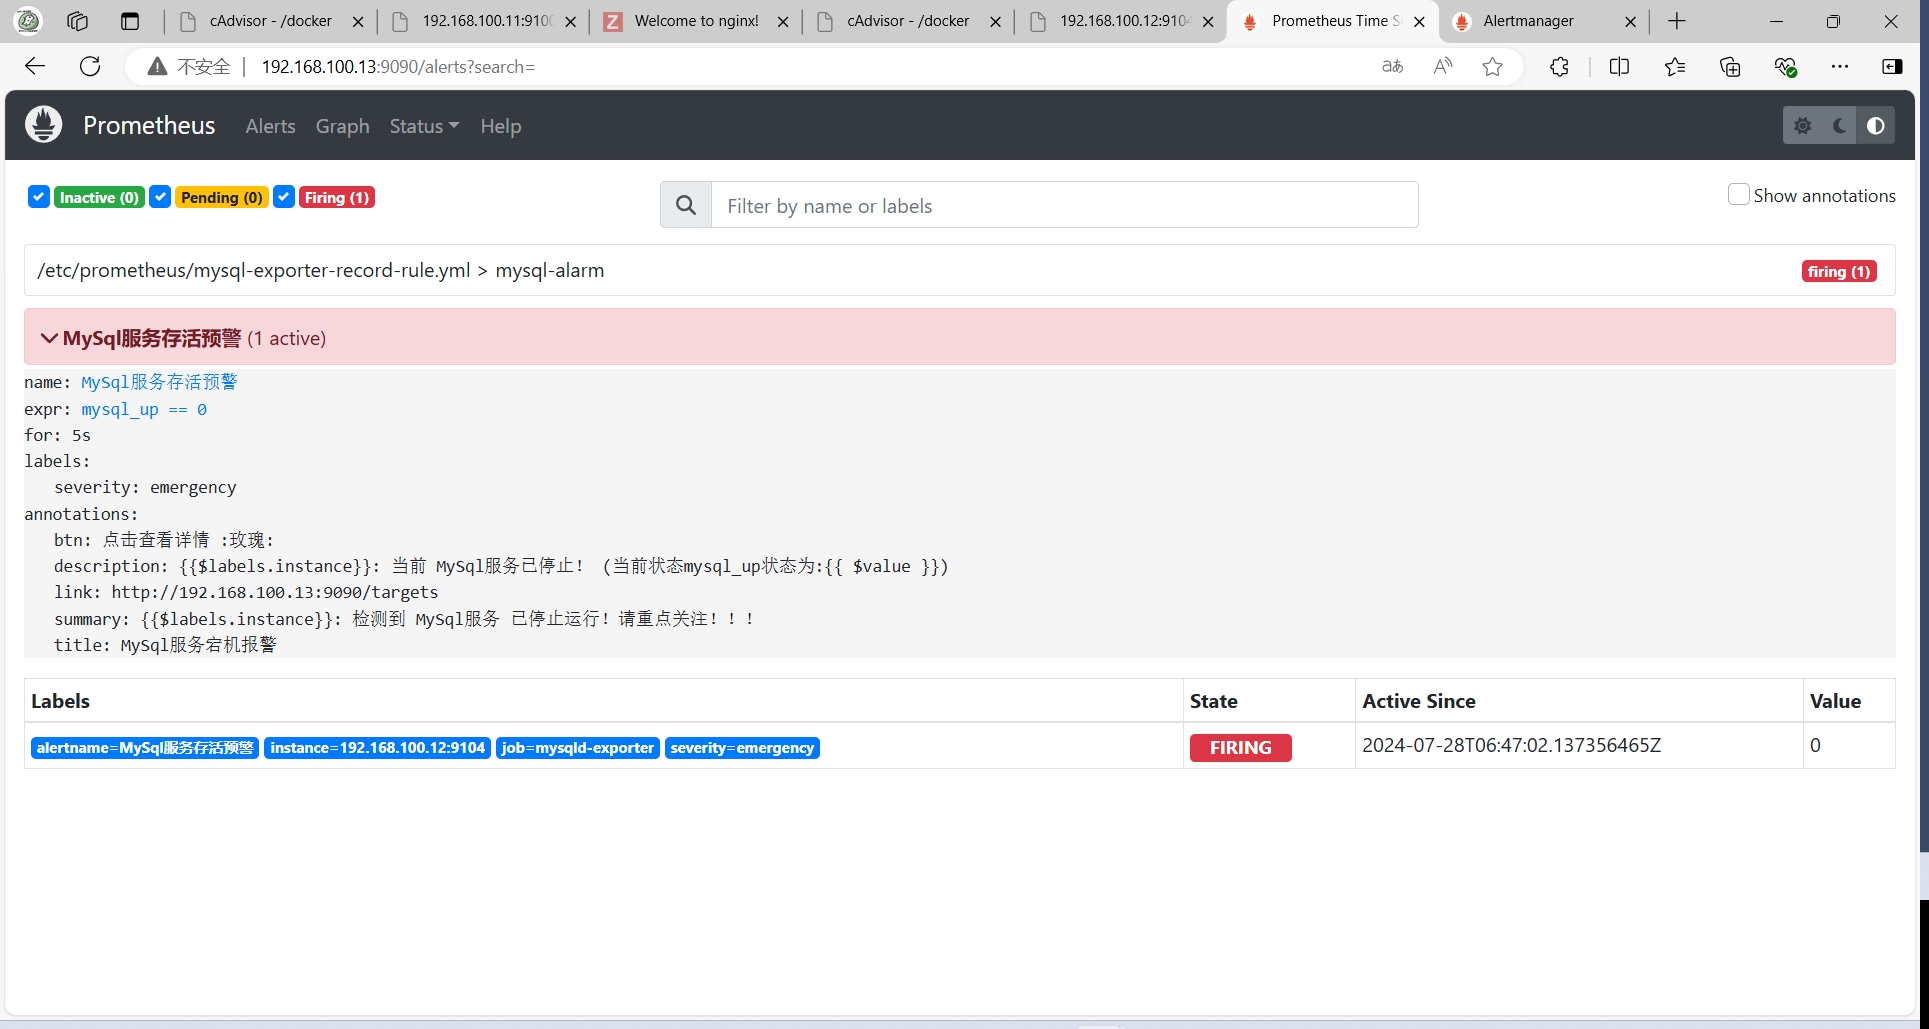 cAdvisor - /docker
192.168.100.11:910
Welcome to nginx!
cAdvisor - /docker
192.168.100.12:910
Prometheus Time S
Alertmanager
不安全
192.168.100.13:9090/alerts?search=
Prometheus
Alerts
Graph
Status
Help
Inactive (0)
Pending (0)
Firing (1)
Filter by name or labels
Show annotations
/etc/prometheus/mysql-exporter-record-rule.yml > mysql-alarm
firing (1)
MySql服务存活预警 (1 active)
name: MySql服务存活预警
expr: mysql_up == 0
for: 5s
labels:
severity: emergency
annotations:
btn: 点击查看详情 :玫瑰:
description: {{$labels.instance}}: 当前 MySql服务已停止! (当前状态mysql_up状态为:{{ $value }})
link: http://192.168.100.13:9090/targets
summary: {{$labels.instance}}: 检测到 MySql服务 已停止运行！请重点关注！！！
title: MySql服务宕机报警
Labels State Active Since Value
alertname=MySql服务存活预警 instance=192.168.100.12:9104 job=mysqld-exporter severity=emergency FIRING 2024-07-28T06:47:02.137356465Z 0